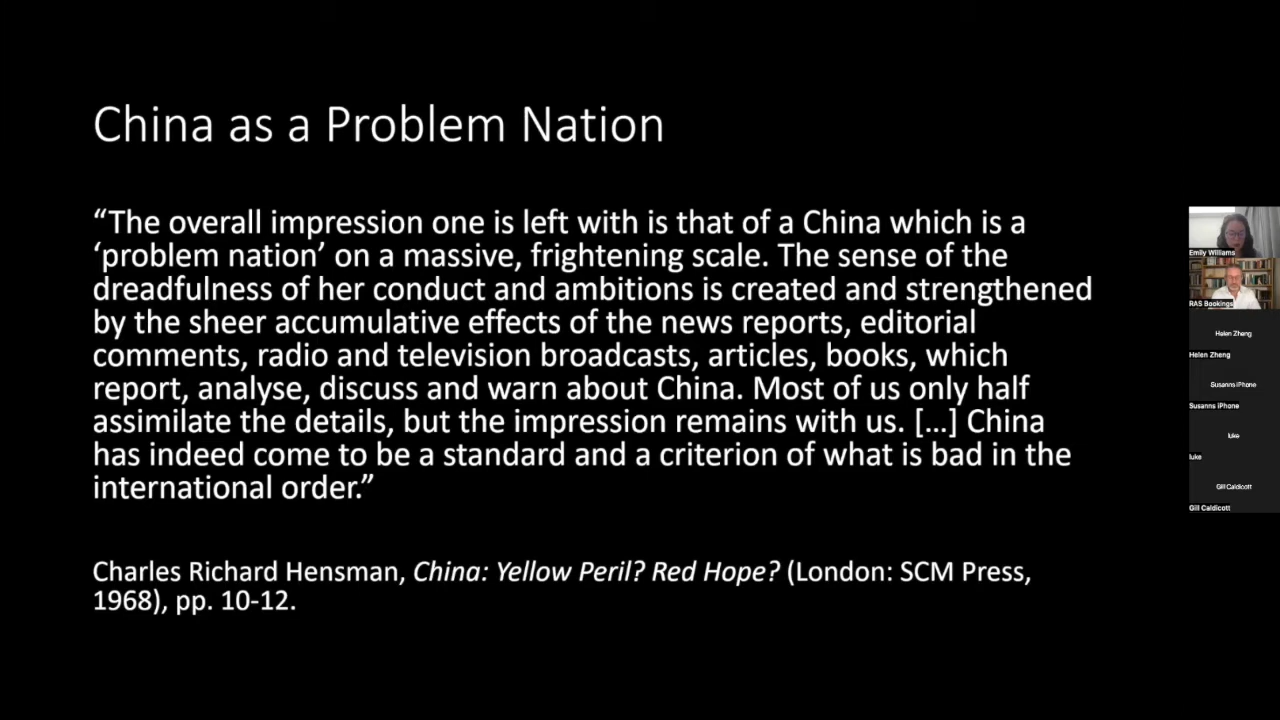 China as a Problem Nation
“The overall impression one is left with is that of a China which is a
‘problem nation’ on a massive, frightening scale. The sense of the
dreadfulness of her conduct and ambitions is created and strengthened
by the sheer accumulative effects of the news reports, editorial
comments, radio and television broadcasts, articles, books, which
report, analyse, discuss and warn about China. Most of us only half
assimilate the details, but the impression remains with us. […] China
has indeed come to be a standard and a criterion of what is bad in the
international order.”
Charles Richard Hensman, China: Yellow Peril? Red Hope? (London: SCM Press,
1968), pp. 10-12.
Emily Williams
RAS Bookings
Helen Zheng
Helen Zheng
Susanns iPhone
Susanns iPhone
luke
luke
Gill Caldicott
Gill Caldicott